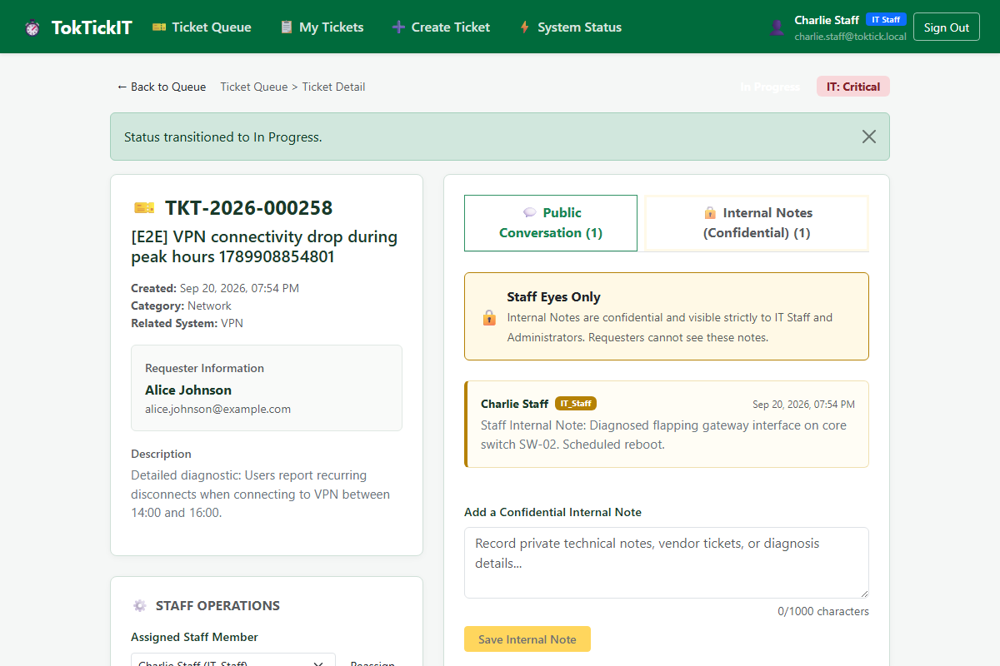 TokTickIT
Ticket Queue
My Tickets
Create Ticket
System Status
Charlie Staff
IT Staff
charlie.staff@toktick.local
Sign Out
← Back to Queue
Ticket Queue > Ticket Detail
In Progress
IT: Critical
Status transitioned to In Progress.
TKT-2026-000258
[E2E] VPN connectivity drop during
peak hours 1789908854801
Created: Sep 20, 2026, 07:54 PM
Category: Network
Related System: VPN
Requester Information
Alice Johnson
alice.johnson@example.com
Description
Detailed diagnostic: Users report recurring
disconnects when connecting to VPN between
14:00 and 16:00.
STAFF OPERATIONS
Assigned Staff Member
Charlie Staff (IT_Staff)
Reassign
Public
Conversation (1)
Internal Notes
(Confidential) (1)
Staff Eyes Only
Internal Notes are confidential and visible strictly to IT Staff and
Administrators. Requesters cannot see these notes.
Charlie Staff
IT_Staff
Sep 20, 2026, 07:54 PM
Staff Internal Note: Diagnosed flapping gateway interface on core
switch SW-02. Scheduled reboot.
Add a Confidential Internal Note
Record private technical notes, vendor tickets, or diagnosis
details...
0/1000 characters
Save Internal Note